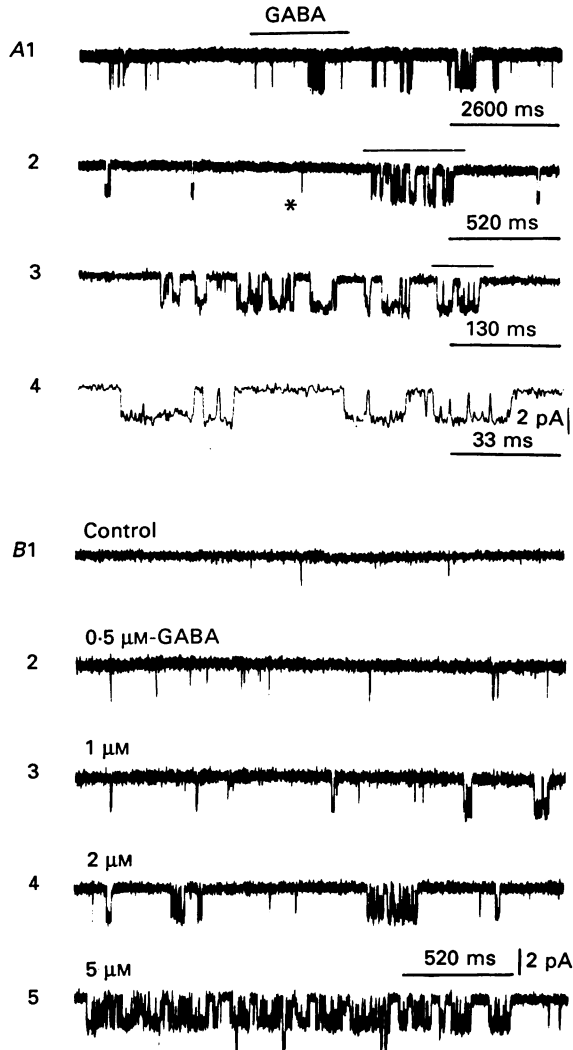 GABA
A1
2600 ms
2
*
520 ms
3
130 ms
4
2 pA
33 ms
Control
B1
0·5 μM-GABA
2
1 μM
3
2 μM
4
520 ms
2 pA
5 μM
5